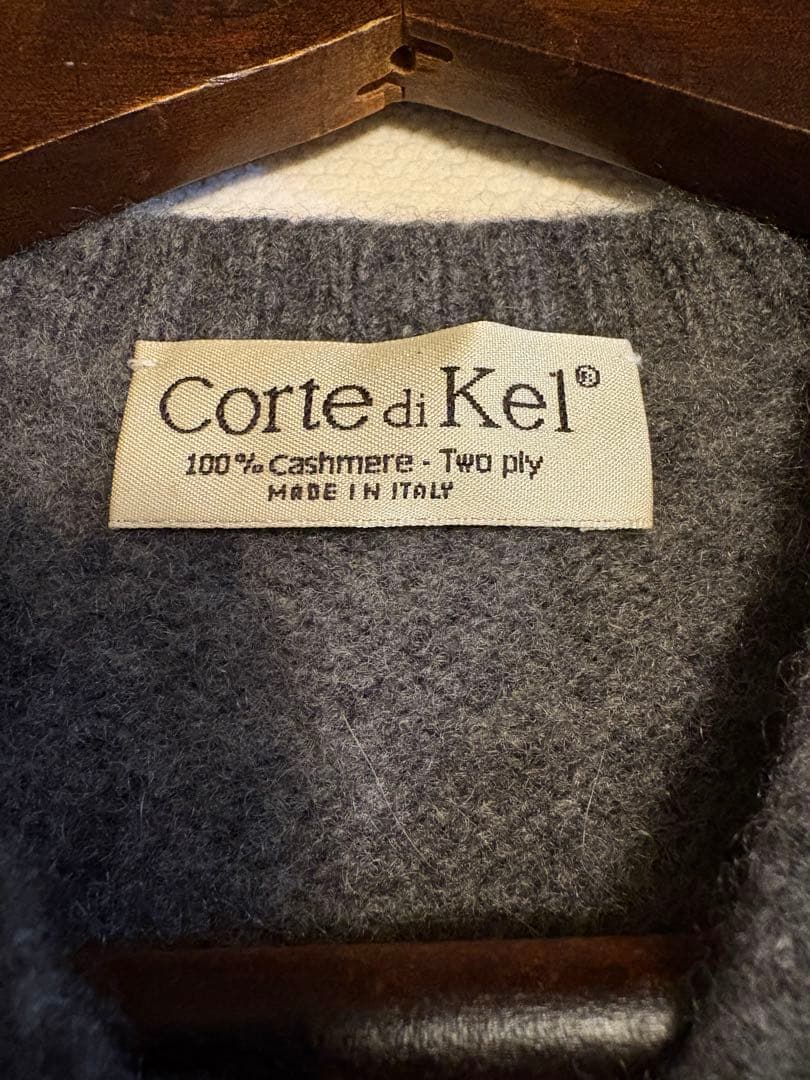 Corte di Kel®
100% Cashmere - Two ply
MADE IN ITALY